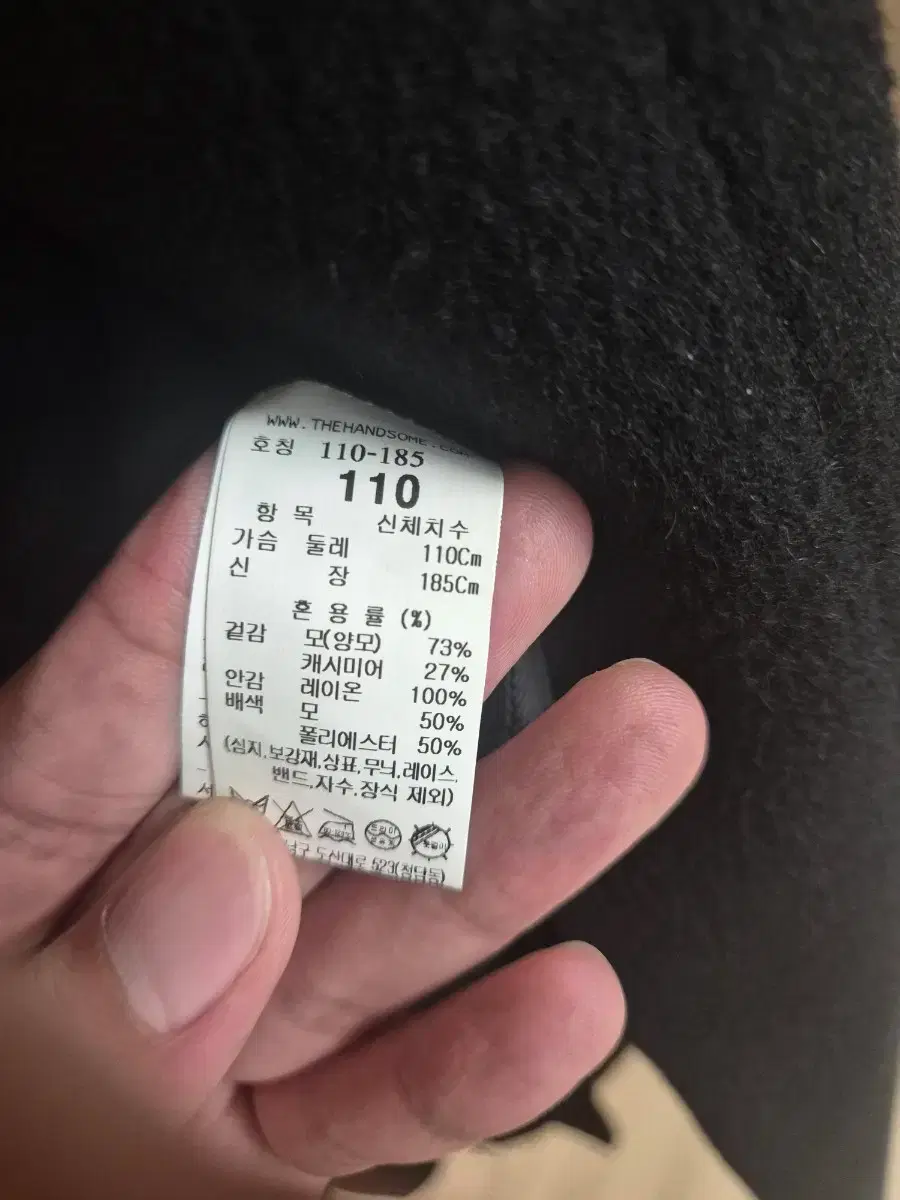 WWW.THEHANDSOME.COM
호칭 110-185
110
항 목 신체치수
가슴 둘레 110Cm
신 장 185Cm
혼 용 률 (%)
겉감 모(양모) 73%
캐시미어 27%
안감 레이온 100%
배색 모 50%
폴리에스터 50%
(심지,보강재,상표,무늬,레이스,
밴드,자수,장식 제외)
도산대로 523(청담동)